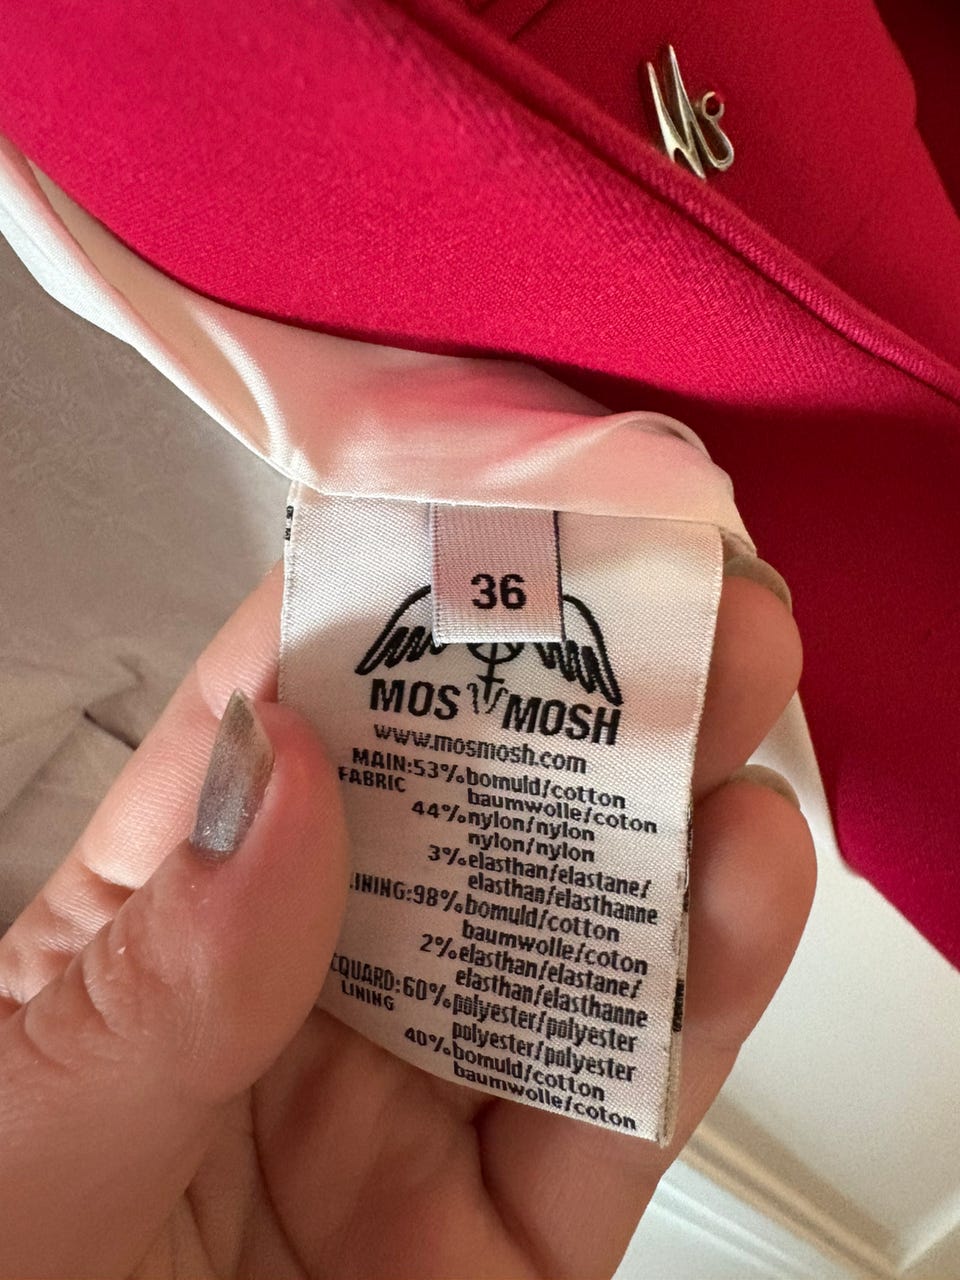 36
MOS MOSH
www.mosmosh.com
MAIN:53%bomuld/cotton
FABRIC baumwolle/coton
44%nylon/nylon
nylon/nylon
3%elasthan/elastane/
elasthan/elasthanne
INING:98%bomuld/cotton
baumwolle/coton
2%elasthan/elastane/
elasthan/elasthanne
QUARD:60%polyester/polyester
LINING polyester/polyester
40%bomuld/cotton
baumwolle/coton